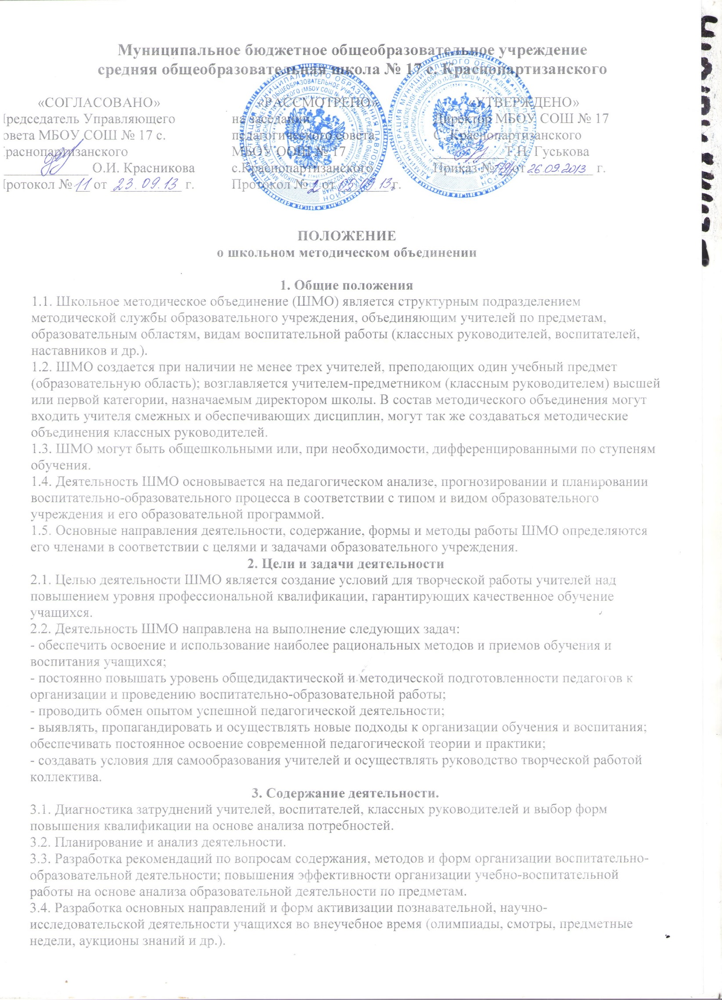 Муниципальное бюджетное общеобразовательное учреждение
средняя общеобразовательная школа № 17 с. Краснопартизанского
«СОГЛАСОВАНО»
редседатель Управляющего
овета МБОУ СОШ № 17 с.
раснопартизанского
____________ О.И. Красникова
ротокол № 11 от 23.09.13 г.
«РАССМОТРЕНО»
на заседании
педагогического совета
МБОУ ООШ № 17
с.Краснопартизанского
Протокол № 2 от 05.09.13 г.
«УТВЕРЖДЕНО»
Директор МБОУ СОШ № 17
С. Краснопартизанского
__________ Т.Н. Гуськова
Приказ № от 26.09.2013 г.
ПОЛОЖЕНИЕ
о школьном методическом объединении
1. Общие положения
1.1. Школьное методическое объединение (ШМО) является структурным подразделением
методической службы образовательного учреждения, объединяющим учителей по предметам,
образовательным областям, видам воспитательной работы (классных руководителей, воспитателей,
наставников и др.).
1.2. ШМО создается при наличии не менее трех учителей, преподающих один учебный предмет
(образовательную область); возглавляется учителем-предметником (классным руководителем) высшей
или первой категории, назначаемым директором школы. В состав методического объединения могут
входить учителя смежных и обеспечивающих дисциплин, могут так же создаваться методические
объединения классных руководителей.
1.3. ШМО могут быть общешкольными или, при необходимости, дифференцированными по ступеням
обучения.
1.4. Деятельность ШМО основывается на педагогическом анализе, прогнозировании и планировании
воспитательно-образовательного процесса в соответствии с типом и видом образовательного
учреждения и его образовательной программой.
1.5. Основные направления деятельности, содержание, формы и методы работы ШМО определяются
его членами в соответствии с целями и задачами образовательного учреждения.
2. Цели и задачи деятельности
2.1. Целью деятельности ШМО является создание условий для творческой работы учителей над
повышением уровня профессиональной квалификации, гарантирующих качественное обучение
учащихся.
2.2. Деятельность ШМО направлена на выполнение следующих задач:
- обеспечить освоение и использование наиболее рациональных методов и приемов обучения и
воспитания учащихся;
- постоянно повышать уровень общедидактической и методической подготовленности педагогов к
организации и проведению воспитательно-образовательной работы;
- проводить обмен опытом успешной педагогической деятельности;
- выявлять, пропагандировать и осуществлять новые подходы к организации обучения и воспитания;
обеспечивать постоянное освоение современной педагогической теории и практики;
- создавать условия для самообразования учителей и осуществлять руководство творческой работой
коллектива.
3. Содержание деятельности.
3.1. Диагностика затруднений учителей, воспитателей, классных руководителей и выбор форм
повышения квалификации на основе анализа потребностей.
3.2. Планирование и анализ деятельности.
3.3. Разработка рекомендаций по вопросам содержания, методов и форм организации воспитательно-
образовательной деятельности; повышения эффективности организации учебно-воспитательной
работы на основе анализа образовательной деятельности по предметам.
3.4. Разработка основных направлений и форм активизации познавательной, научно-
исследовательской деятельности учащихся во внеучебное время (олимпиады, смотры, предметные
недели, аукционы знаний и др.).